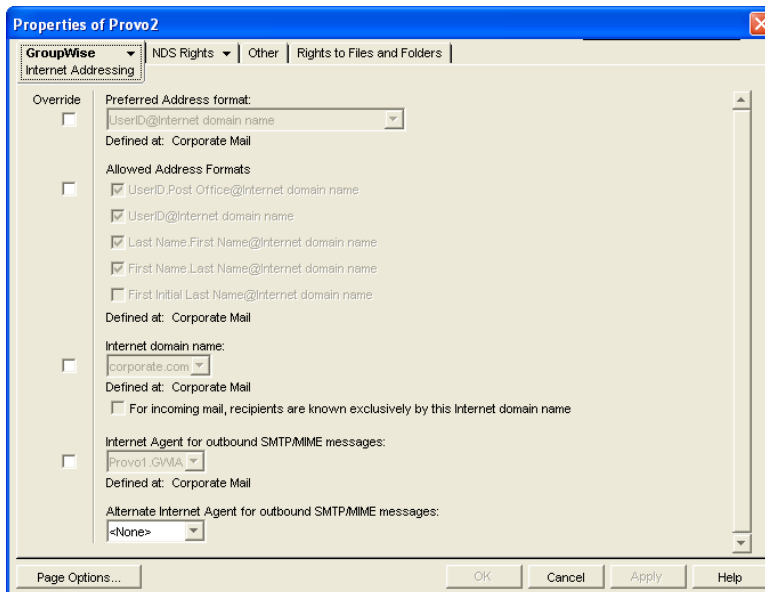 Properties of Provo2
GroupWise
Internet Addressing
NDS Rights
Other
Rights to Files and Folders
Override
Preferred Address format:
UserID@Internet domain name
Defined at: Corporate Mail
Allowed Address Formats
UserID.Post Office@Internet domain name
UserID@Internet domain name
Last Name.First Name@Internet domain name
First Name.Last Name@Internet domain name
First Initial Last Name@Internet domain name
Defined at: Corporate Mail
Internet domain name:
corporate.com
Defined at: Corporate Mail
For incoming mail, recipients are known exclusively by this Internet domain name
Internet Agent for outbound SMTP/MIME messages:
Provo1.GWIA
Defined at: Corporate Mail
Alternate Internet Agent for outbound SMTP/MIME messages:
<None>
Page Options...
OK
Cancel
Apply
Help